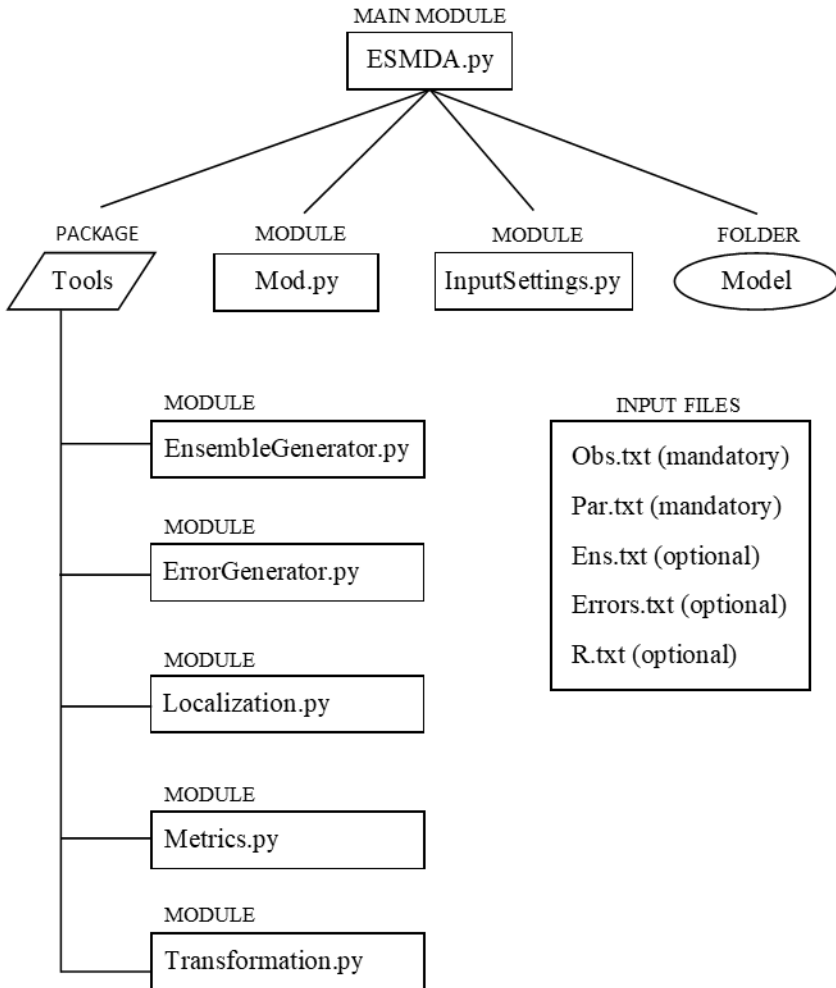 MAIN MODULE
ESMDA.py
PACKAGE
Tools
MODULE
Mod.py
MODULE
InputSettings.py
FOLDER
Model
MODULE
EnsembleGenerator.py
MODULE
ErrorGenerator.py
MODULE
Localization.py
MODULE
Metrics.py
MODULE
Transformation.py
INPUT FILES
Obs.txt (mandatory)
Par.txt (mandatory)
Ens.txt (optional)
Errors.txt (optional)
R.txt (optional)